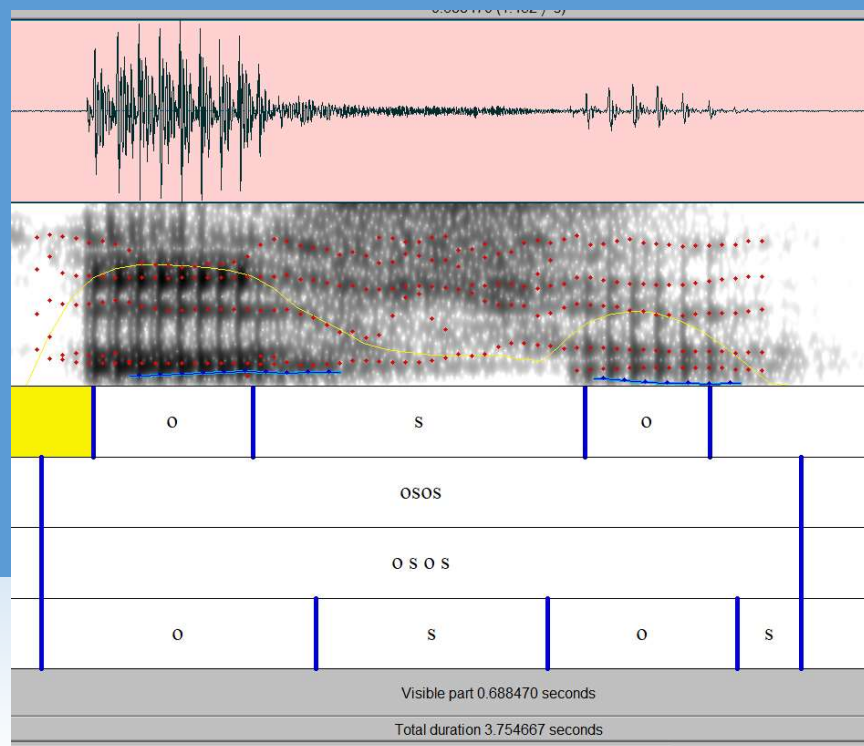 o s o
osos
o s o s
o s o s
Visible part 0.688470 seconds
Total duration 3.754667 seconds